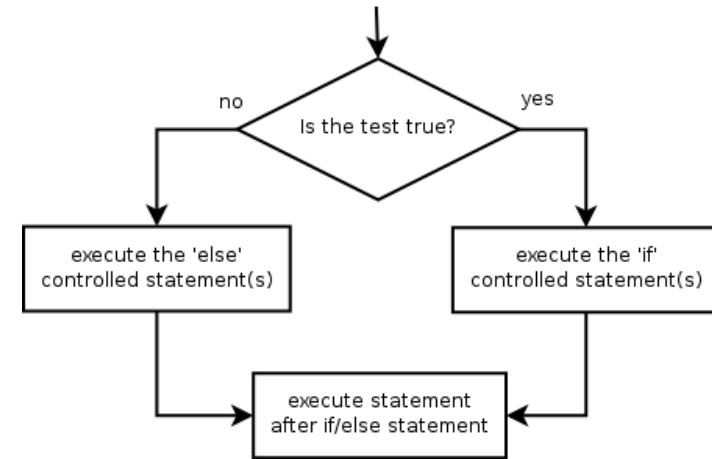 no
yes
Is the test true?
execute the 'else'
controlled statement(s)
execute the 'if'
controlled statement(s)
execute statement
after if/else statement